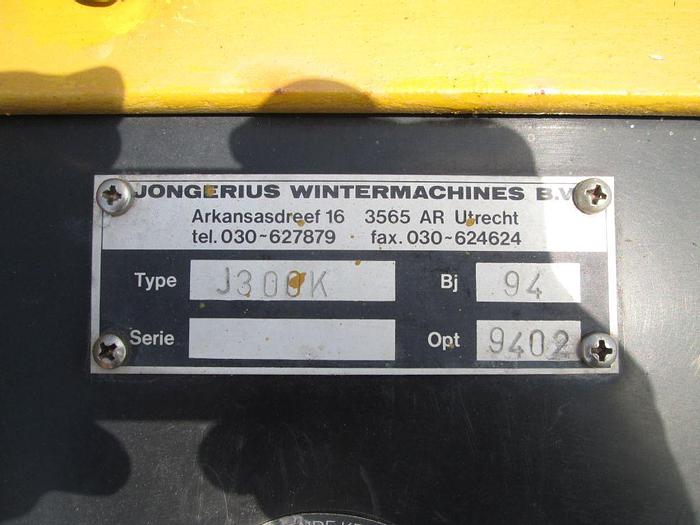 JONGERIUS WINTERMACHINES B.V.
Arkansasdreef 16 3565 AR Utrecht
tel. 030~627879 fax. 030~624624
Type J300K Bj 94
Serie Opt 9402